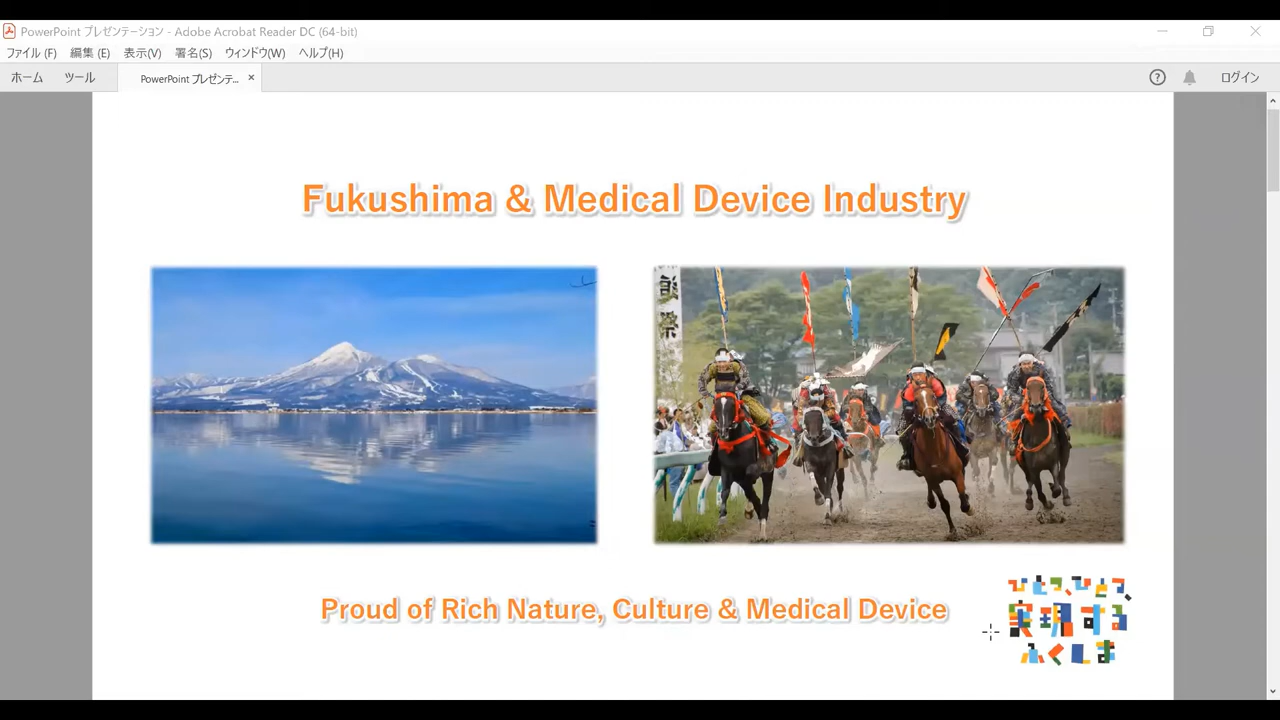 PowerPoint プレゼンテーション - Adobe Acrobat Reader DC (64-bit)
ファイル (F) 編集 (E) 表示(V) 署名(S) ウィンドウ(W) ヘルプ(H)
ホーム ツール PowerPoint プレゼンテ... × ? ログイン
Fukushima & Medical Device Industry
Proud of Rich Nature, Culture & Medical Device
ひとつ、ひとつ、
実現する
ふくしま